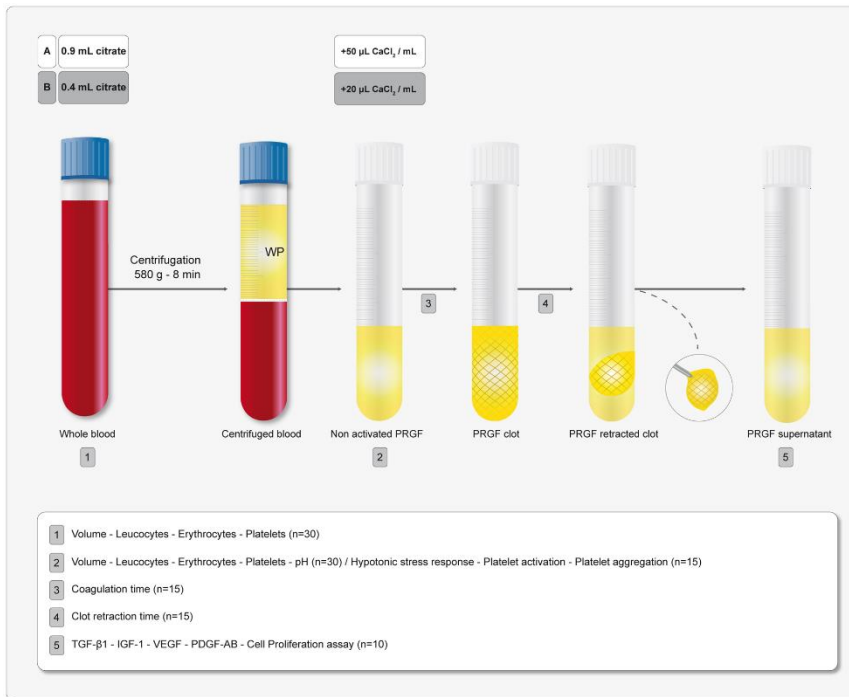 A 0.9 mL citrate
+50 µL CaCl₂ / mL
B 0.4 mL citrate
+20 µL CaCl₂ / mL
WP
Centrifugation
580 g - 8 min
3
4
Whole blood
Centrifuged blood
Non activated PRGF
PRGF clot
PRGF retracted clot
PRGF supernatant
1
2
5
1 Volume - Leucocytes - Erythrocytes - Platelets (n=30)
2 Volume - Leucocytes - Erythrocytes - Platelets - pH (n=30) / Hypotonic stress response - Platelet activation - Platelet aggregation (n=15)
3 Coagulation time (n=15)
4 Clot retraction time (n=15)
5 TGF-β1 - IGF-1 - VEGF - PDGF-AB - Cell Proliferation assay (n=10)